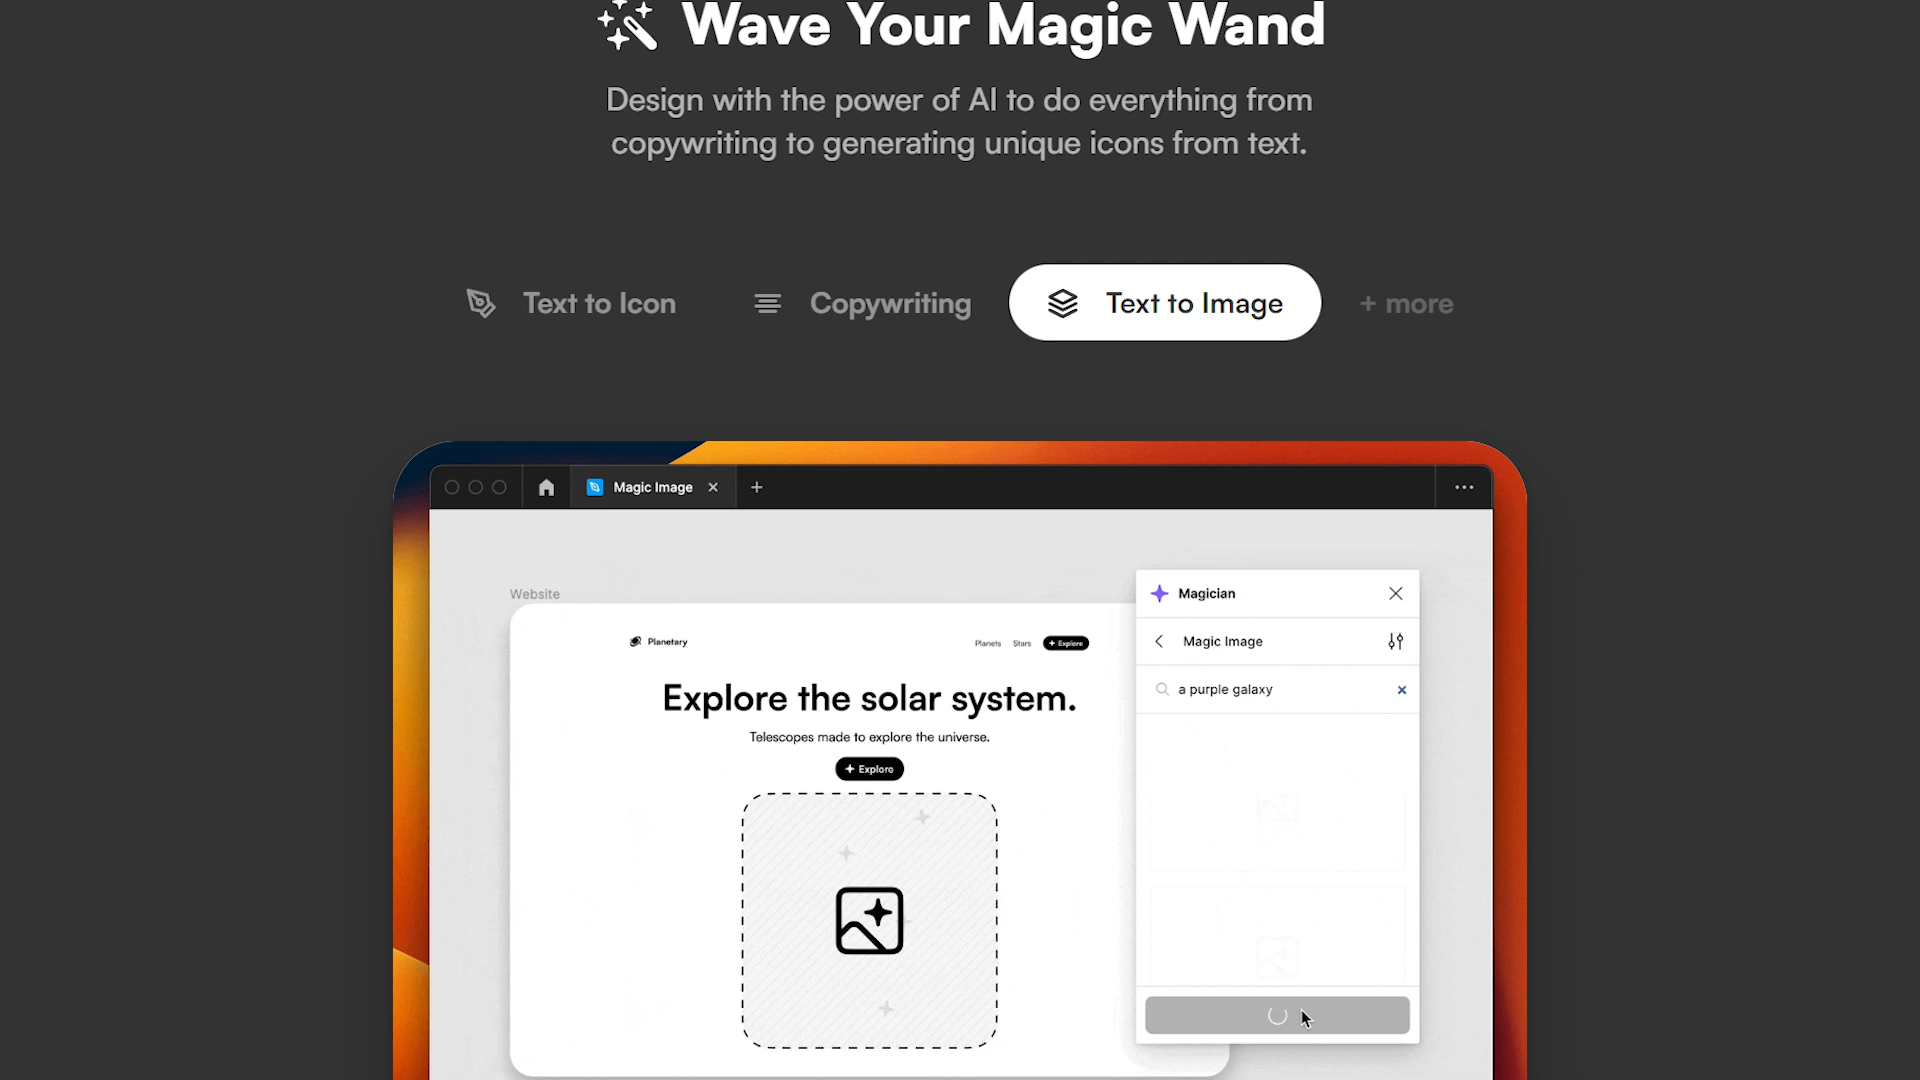 Wave Your Magic Wand
Design with the power of AI to do everything from
copywriting to generating unique icons from text.
Text to Icon
Copywriting
Text to Image
+ more
Magic Image
Website
Planetary
Planets
Stars
Explore
Explore the solar system.
Telescopes made to explore the universe.
Explore
Magician
Magic Image
a purple galaxy